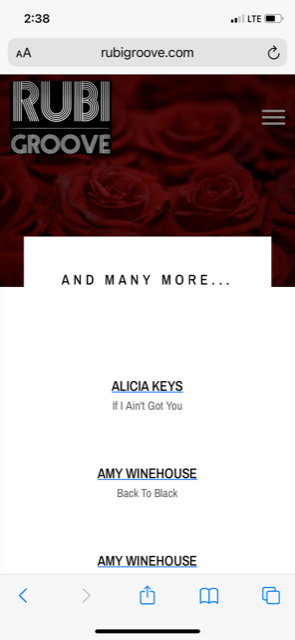 2:38
LTE
AA
rubigroove.com
RUBI
GROOVE
AND MANY MORE...
ALICIA KEYS
If I Ain't Got You
AMY WINEHOUSE
Back To Black
AMY WINEHOUSE